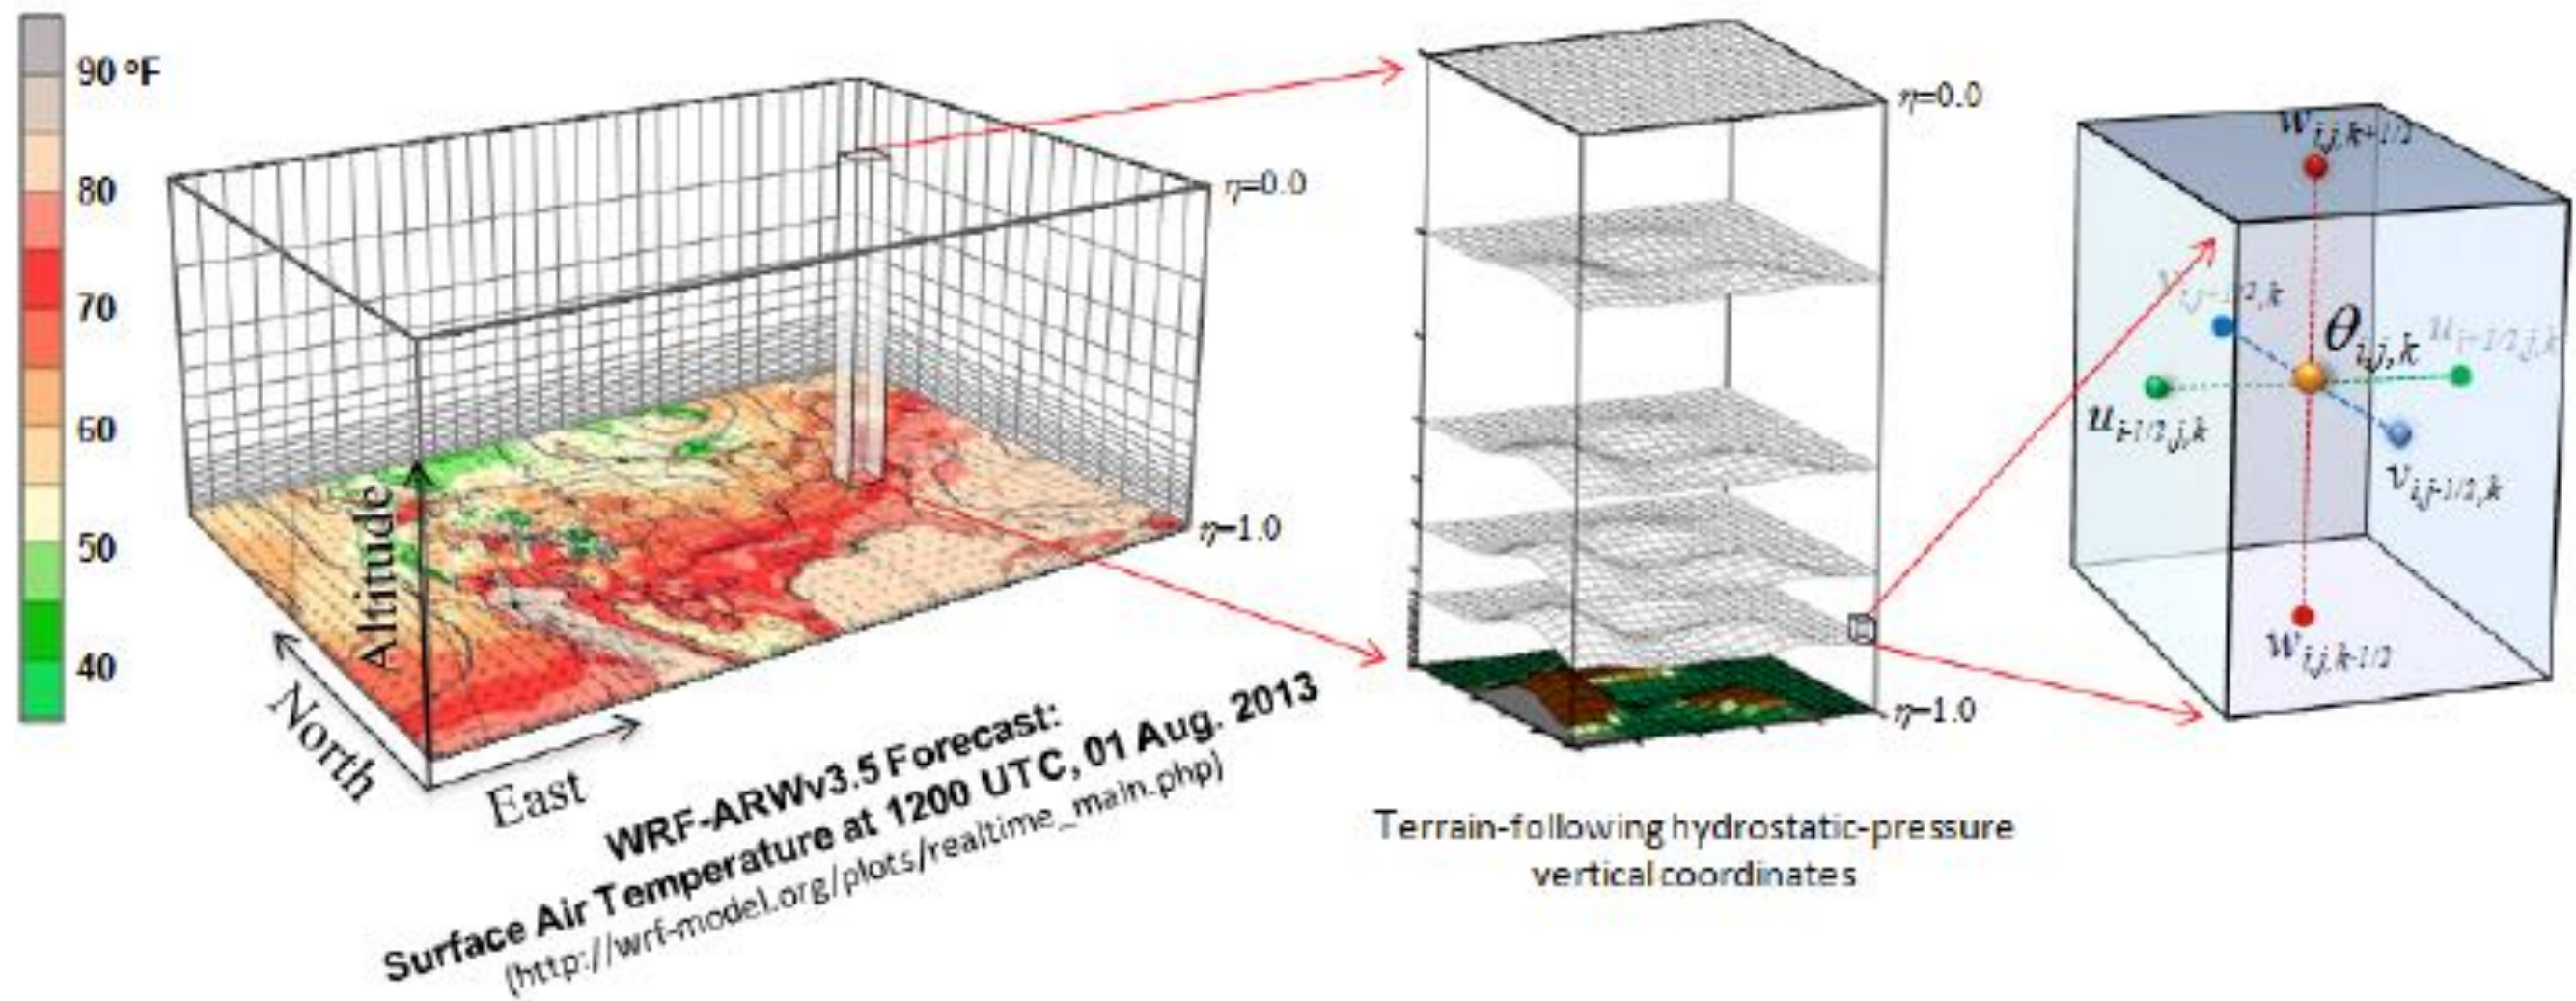 90 °F
80
70
60
50
40
η=0.0
η=1.0
Altitude
North
East
WRF-ARWv3.5 Forecast:
Surface Air Temperature at 1200 UTC, 01 Aug. 2013
(http://wrf-model.org/plots/realtime_main.php)
η=0.0
η=1.0
Terrain-following hydrostatic-pressure
vertical coordinates
w i,j,k+1/2
θ i,j,k
u i-1/2,j,k
v i,j-1/2,k
w i,j,k-1/2